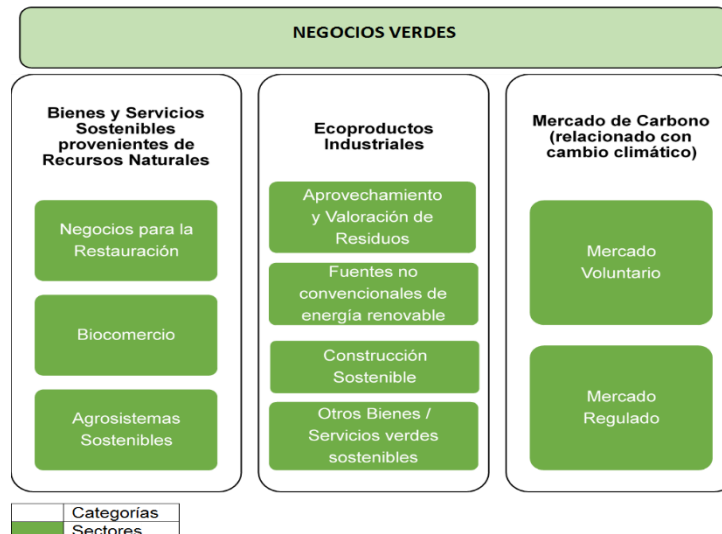 NEGOCIOS VERDES
Bienes y Servicios
Sostenibles
provenientes de
Recursos Naturales
Negocios para la
Restauración
Biocomercio
Agrosistemas
Sostenibles
Ecoproductos
Industriales
Aprovechamiento
y Valoración de
Residuos
Fuentes no
convencionales de
energía renovable
Construcción
Sostenible
Otros Bienes /
Servicios verdes
sostenibles
Mercado de Carbono
(relacionado con
cambio climático)
Mercado
Voluntario
Mercado
Regulado
Categorías
Sectores